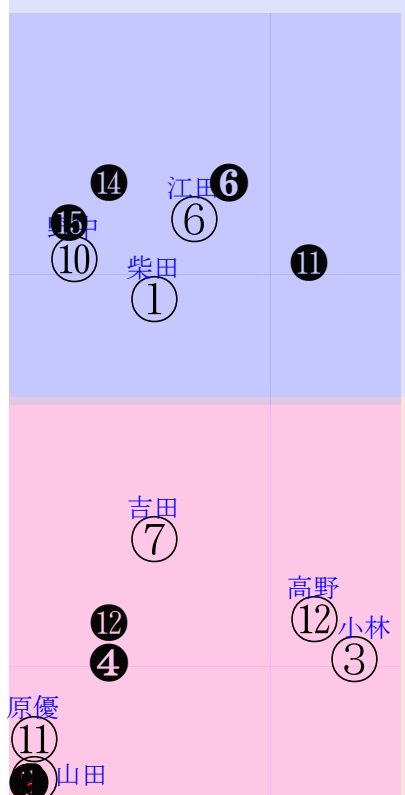 ⓮
江田
❻
⑥
⓯
⑩
柴田
①
⓫
吉田
⑦
高野
⑫
⓬
小林
③
❹
原優
⑪
山田